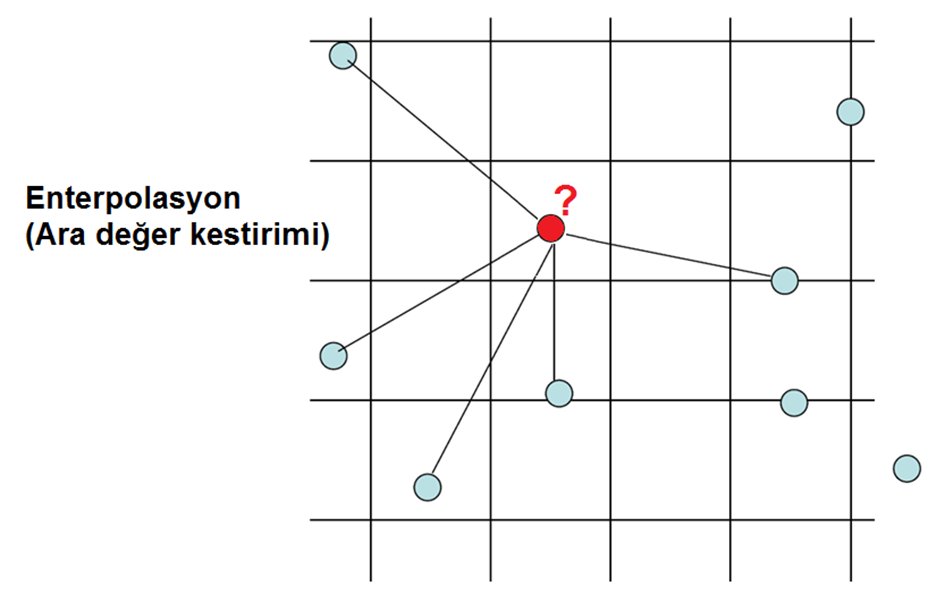 Enterpolasyon
(Ara değer kestirimi)
?